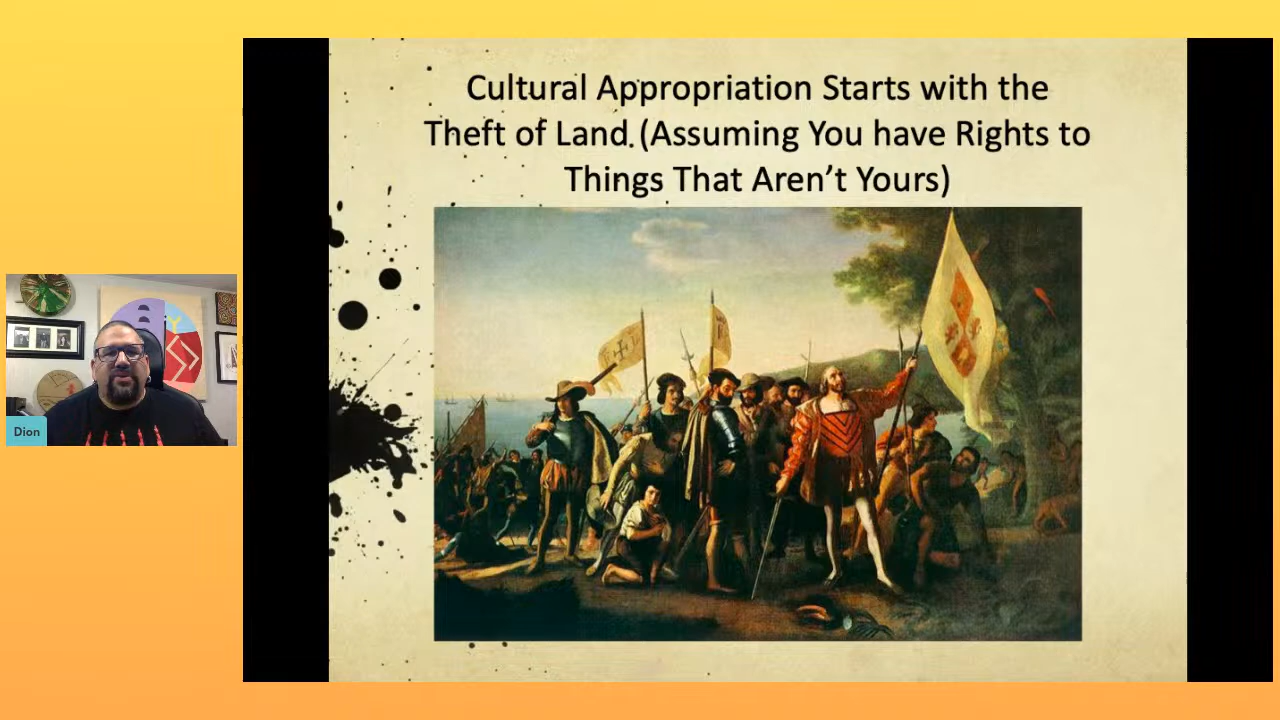 Cultural Appropriation Starts with the
Theft of Land. (Assuming You have Rights to
Things That Aren’t Yours)
Dion